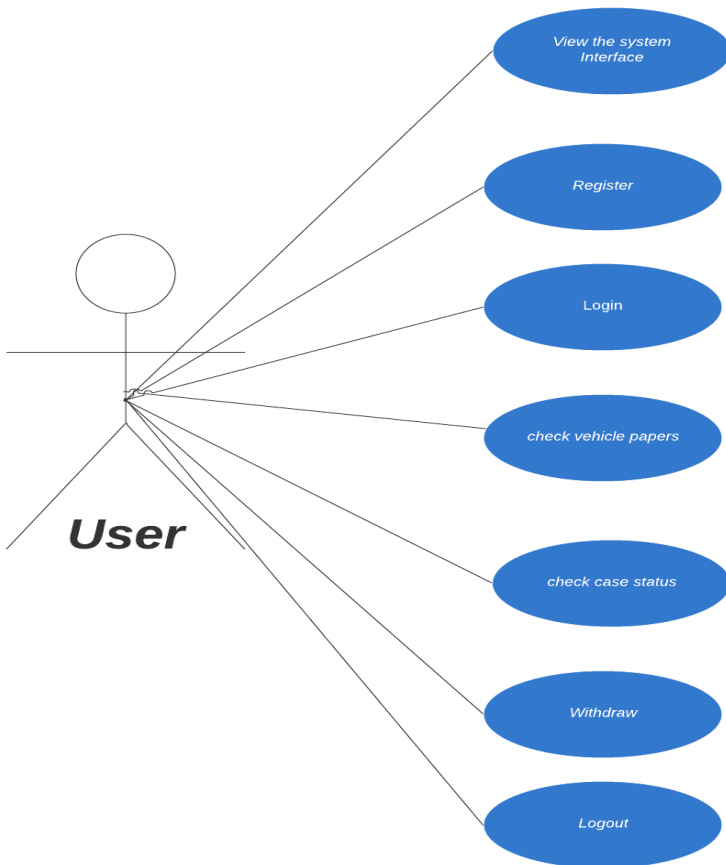 View the system
Interface
Register
Login
check vehicle papers
User
check case status
Withdraw
Logout